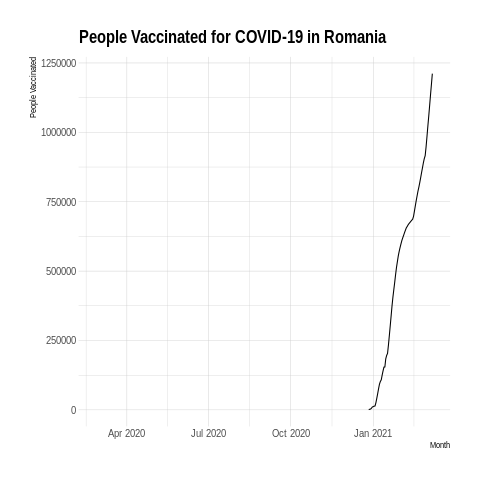 People Vaccinated for COVID-19 in Romania
People Vaccinated
1250000
1000000
750000
500000
250000
0
Apr 2020 Jul 2020 Oct 2020 Jan 2021
Month